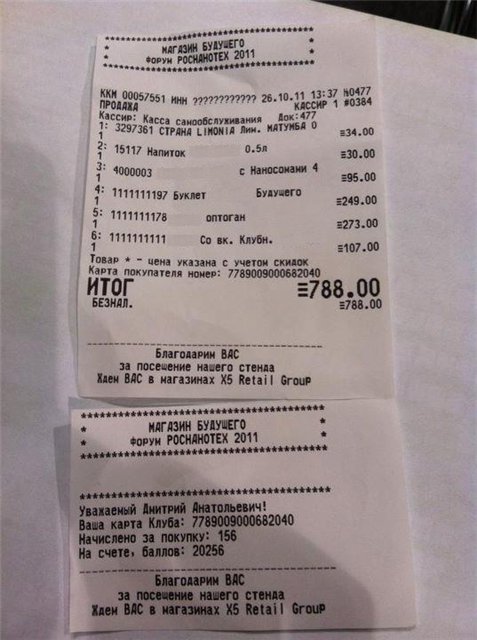 ************************************
* МАГАЗИН БУДУЩЕГО *
* ФОРУМ РОСНАНОТЕХ 2011 *
************************************
ККМ 00057551 ИНН ???????????? 26.10.11 13:37 №0477
ПРОДАЖА КАССИР 1 #0384
Кассир: Касса самообслуживания Док:477
1: 3297361 СТРАНА LIMONIA Лим. МАТУМБА 0
1 ≡34.00
2: 15117 Напиток 0.5л
1 ≡30.00
3: 4000003 с Наносомами 4
1 ≡95.00
4: 1111111197 Буклет Будущего
1 ≡249.00
5: 1111111178 оптоган
1 ≡273.00
6: 1111111111 Со вк. Клубн.
1 ≡107.00
Товар * - цена указана с учетом скидок
Карта покупателя номер: 7789009000682040
ИТОГ ≡788.00
БЕЗНАЛ. ≡788.00
Благодарим ВАС
за посещение нашего стенда
Ждем ВАС в магазинах X5 Retail Group
************************************
* МАГАЗИН БУДУЩЕГО *
* ФОРУМ РОСНАНОТЕХ 2011 *
************************************
************************************
Уважаемый Дмитрий Анатольевич!
Ваша карта Клуба: 7789009000682040
Начислено за покупку: 156
На счете, баллов: 20256
Благодарим ВАС
за посещение нашего стенда
Ждем ВАС в магазинах X5 Retail Group